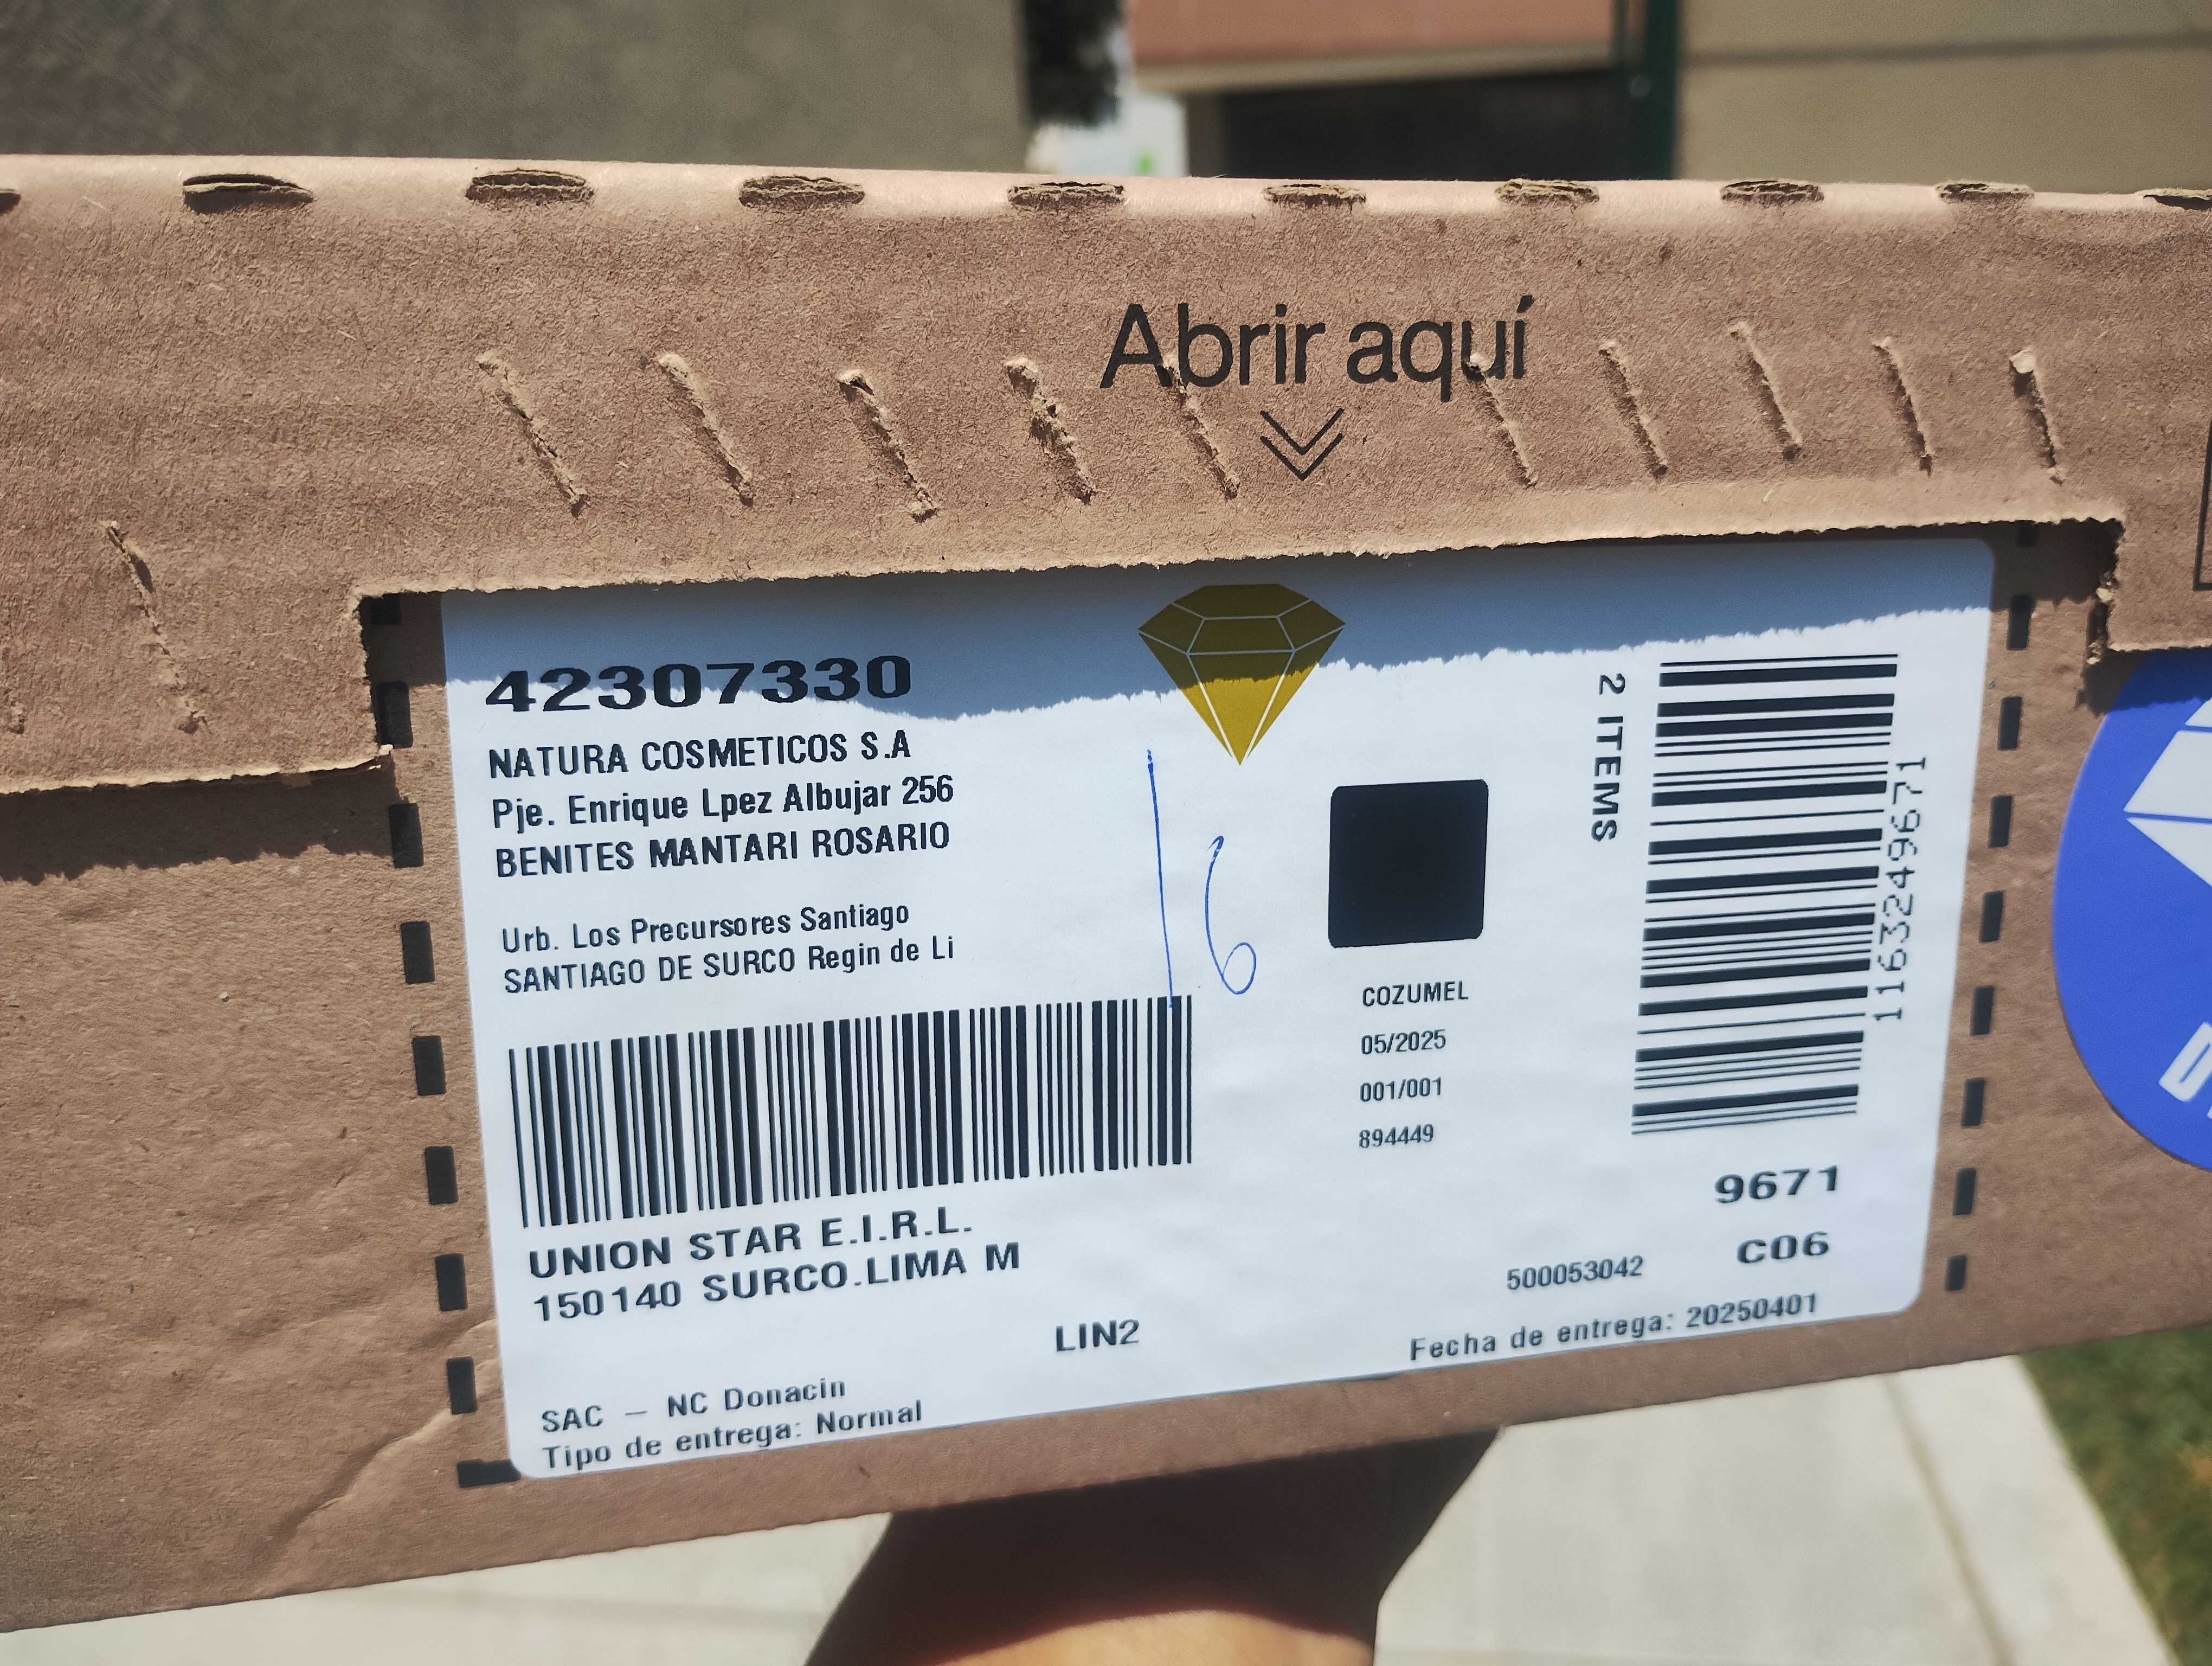 Abrir aquí
42307330
NATURA COSMETICOS S.A
Pje. Enrique Lpez Albujar 256
BENITES MANTARI ROSARIO
Urb. Los Precursores Santiago
SANTIAGO DE SURCO Regin de Li
16
2 ITEMS
1163249671
COZUMEL
05/2025
001/001
894449
UNION STAR E.I.R.L.
150140 SURCO.LIMA M
9671
C06
500053042
LIN2
Fecha de entrega: 20250401
SAC – NC Donacin
Tipo de entrega: Normal